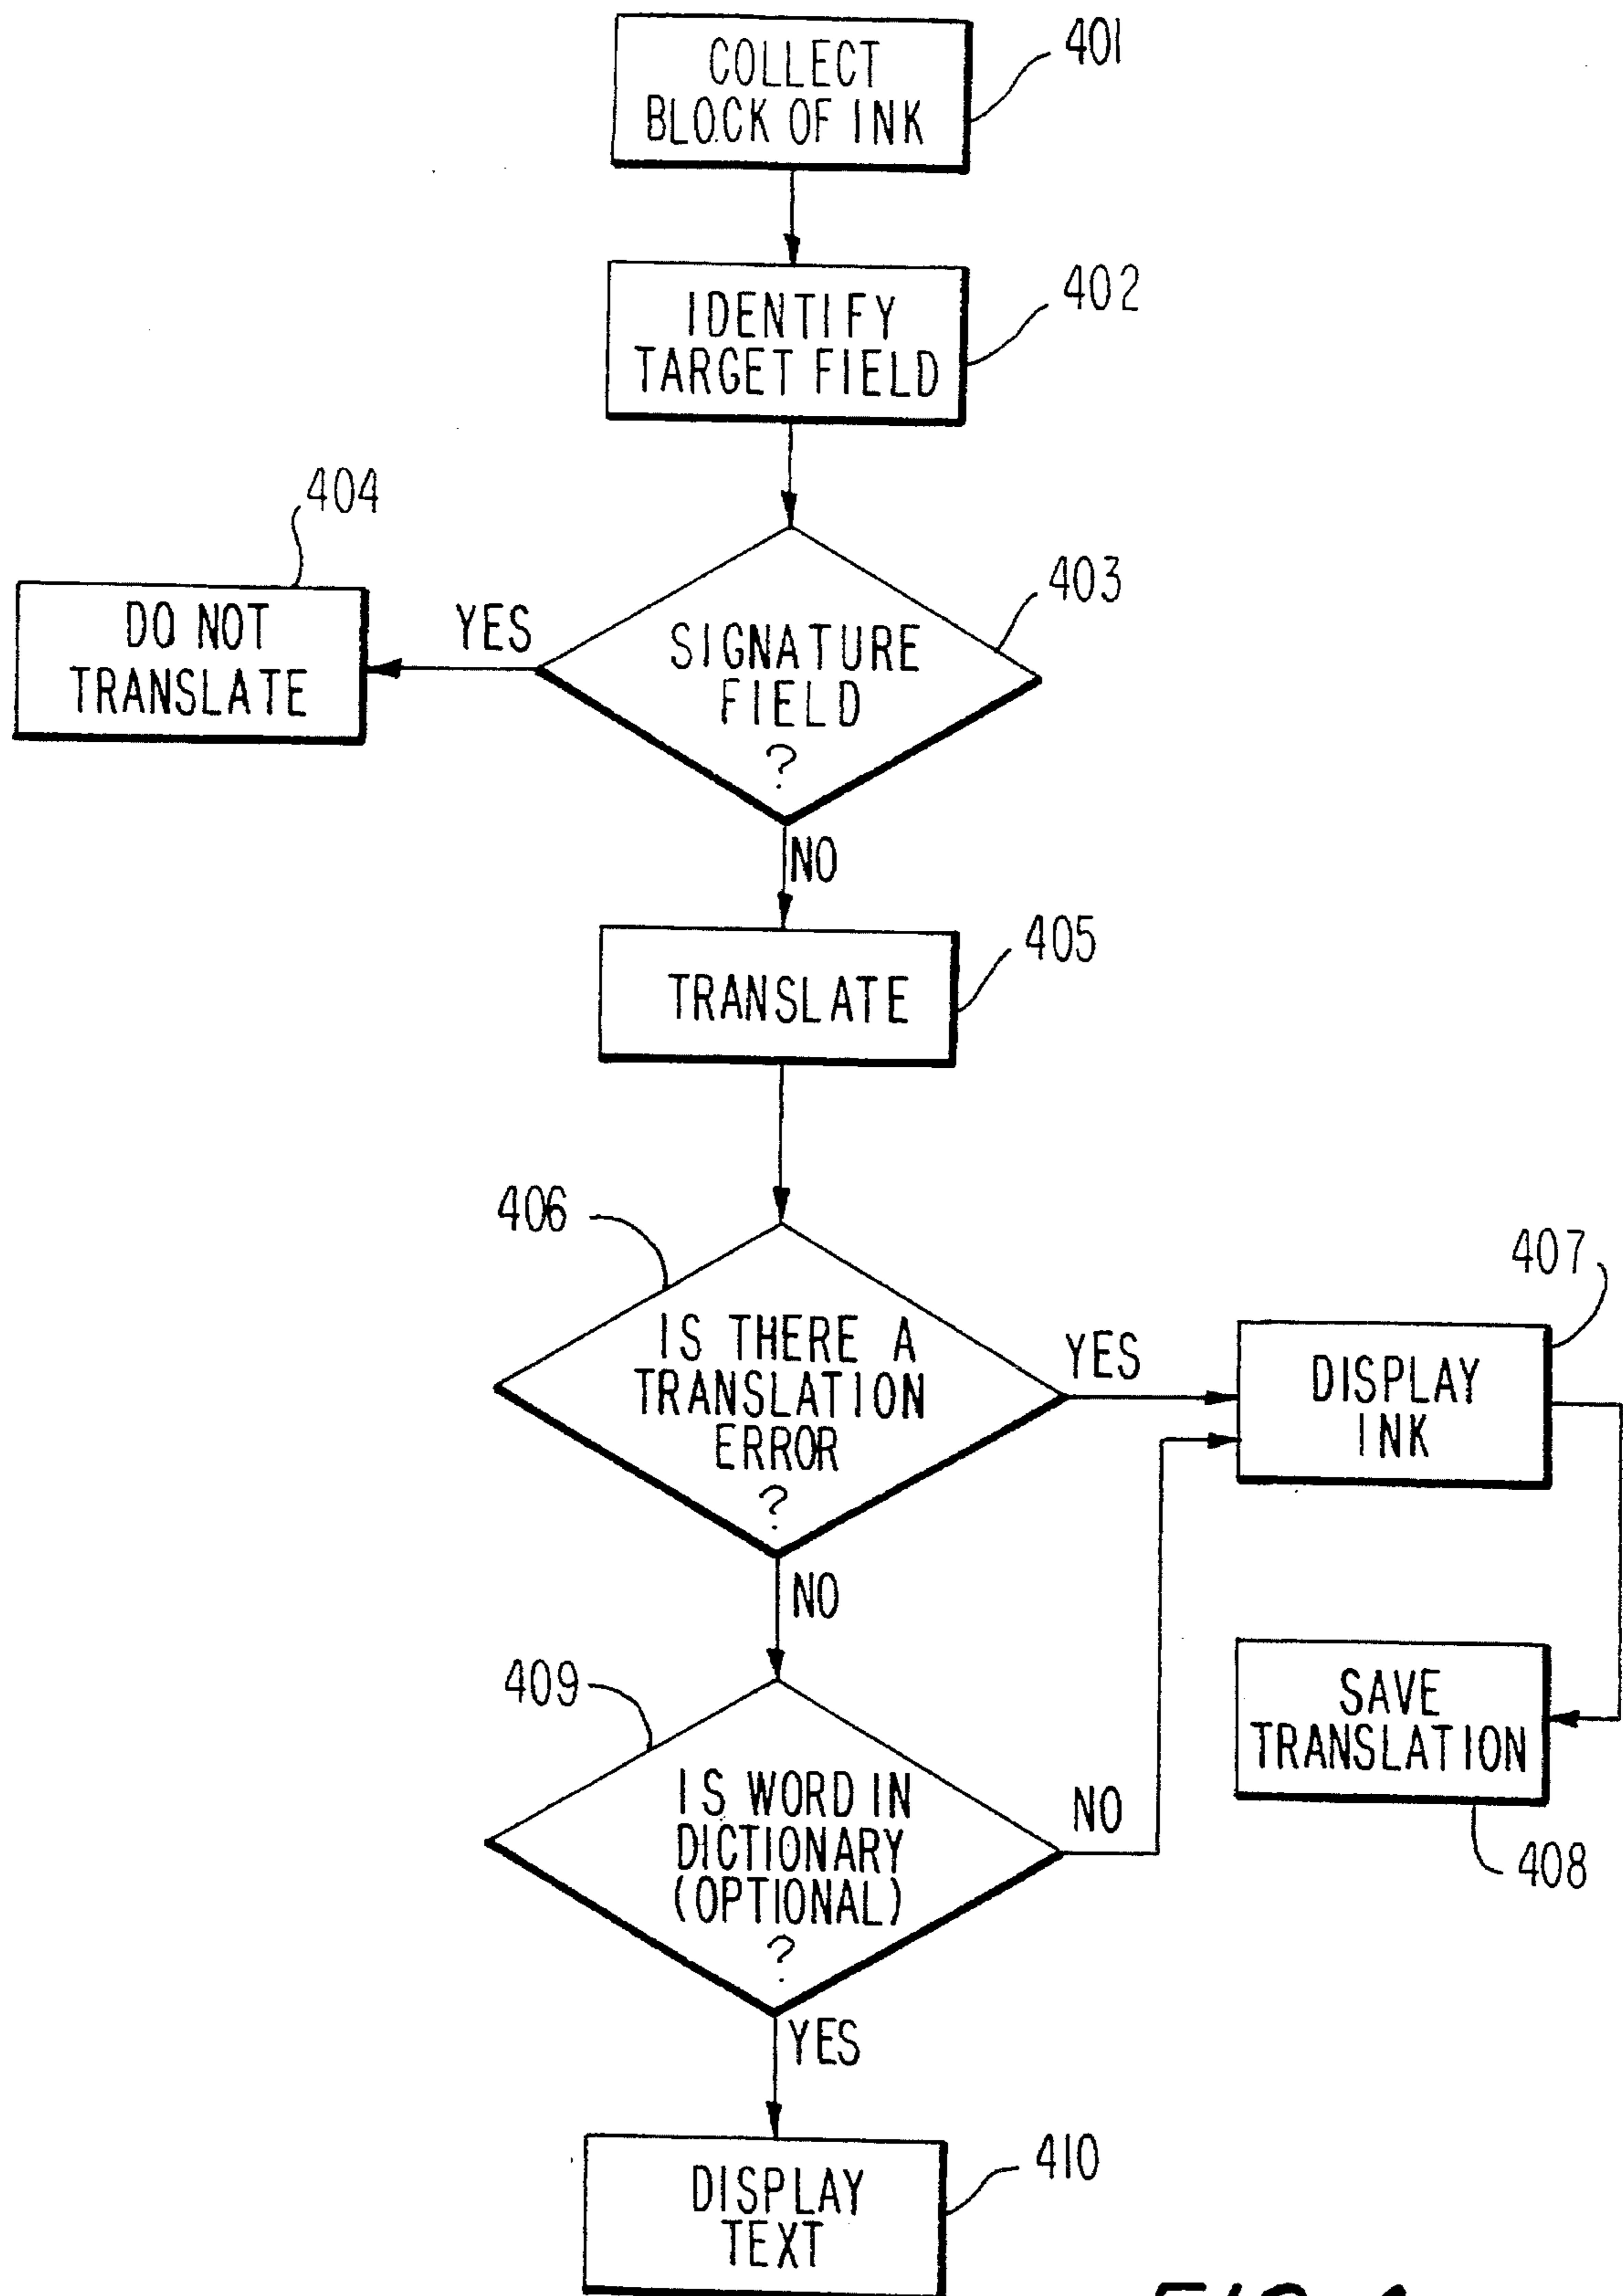 COLLECT
BLOCK OF INK
401
IDENTIFY
TARGET FIELD
402
404
DO NOT
TRANSLATE
YES
403
SIGNATURE
FIELD
?
NO
TRANSLATE
405
406
IS THERE A
TRANSLATION
ERROR
?
YES
407
DISPLAY
INK
NO
SAVE
TRANSLATION
408
409
IS WORD IN
DICTIONARY
(OPTIONAL)
?
NO
YES
DISPLAY
TEXT
410